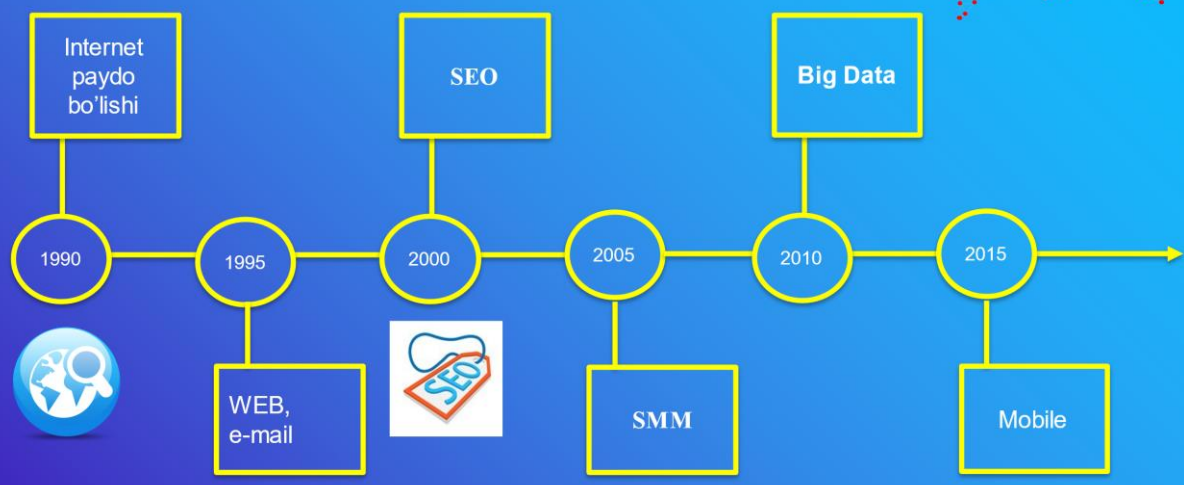 Internet
paydo
bo'lishi
SEO
Big Data
1990
1995
2000
2005
2010
2015
SEO
WEB,
e-mail
SMM
Mobile